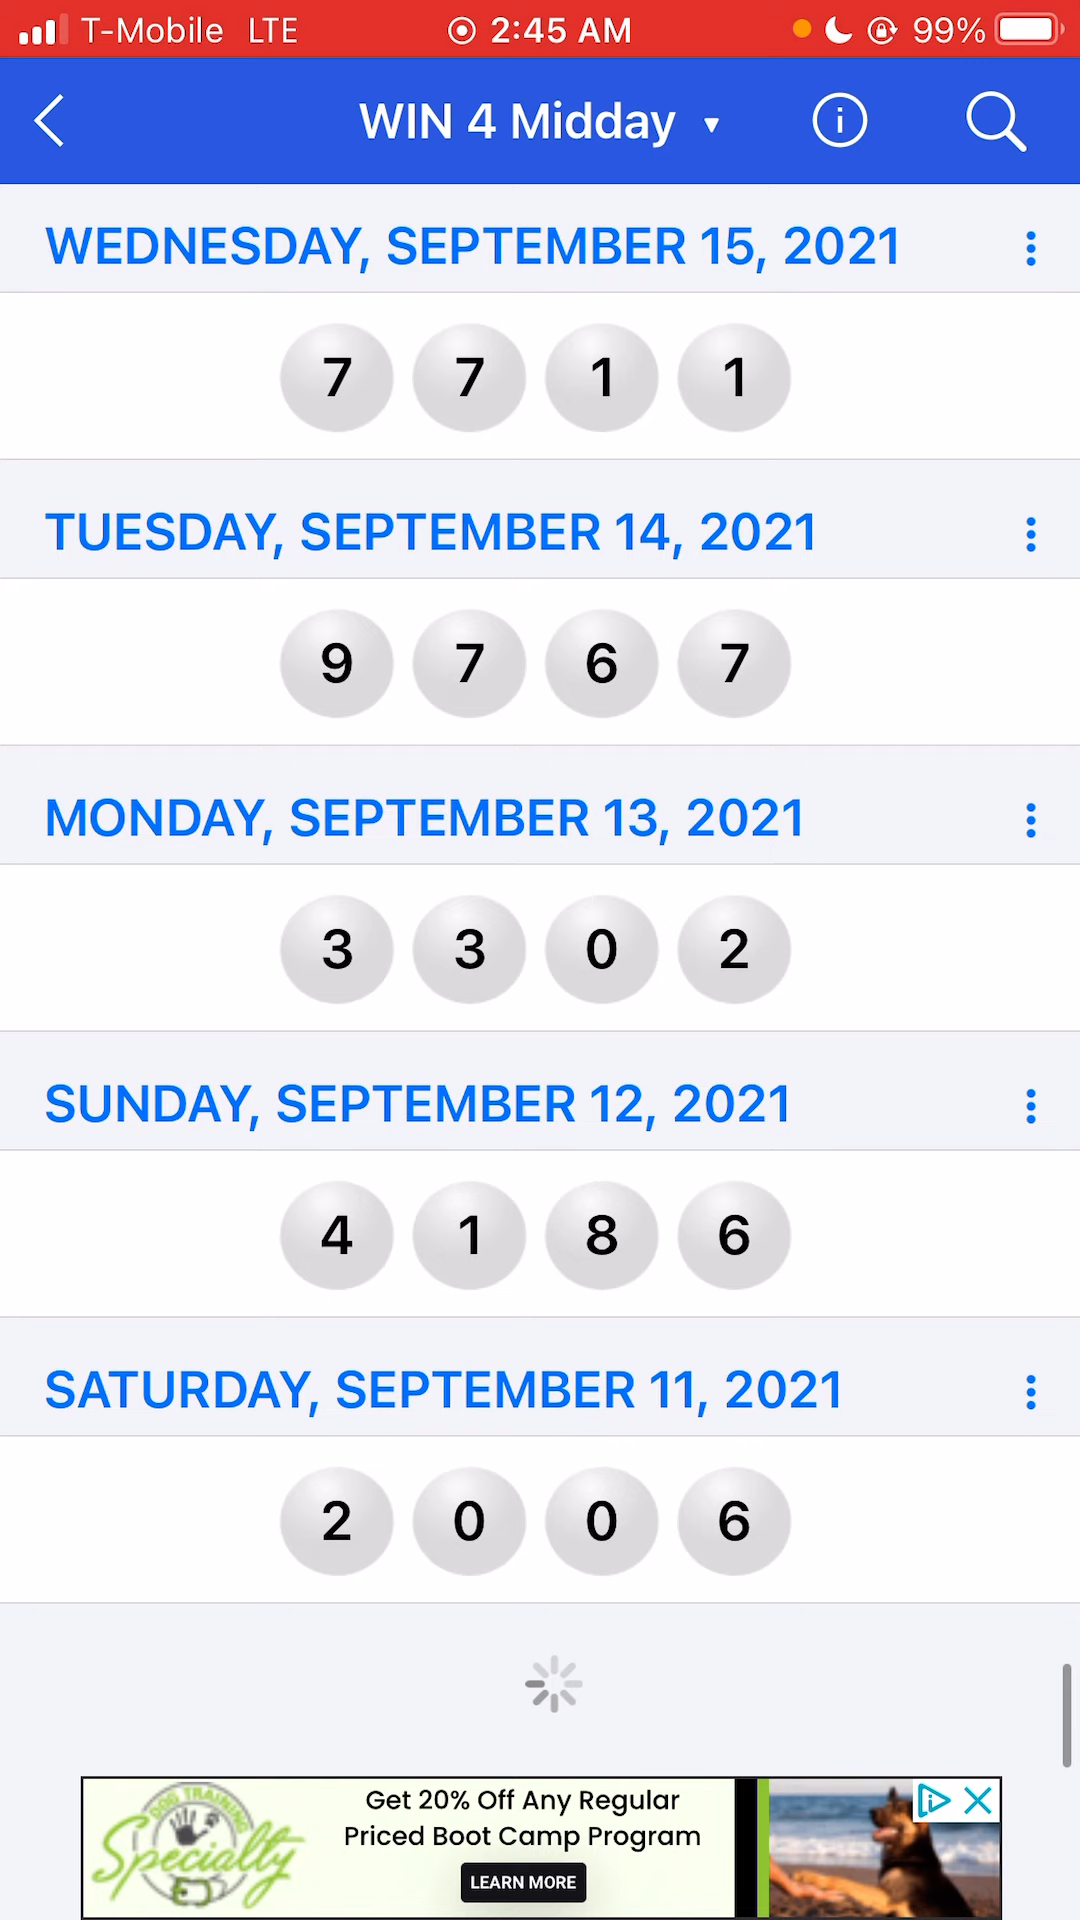 T-Mobile LTE 2:45 AM 99%
WIN 4 Midday
WEDNESDAY, SEPTEMBER 15, 2021
7 7 1 1
TUESDAY, SEPTEMBER 14, 2021
9 7 6 7
MONDAY, SEPTEMBER 13, 2021
3 3 0 2
SUNDAY, SEPTEMBER 12, 2021
4 1 8 6
SATURDAY, SEPTEMBER 11, 2021
2 0 0 6
DOG TRAINING
Specialty
Get 20% Off Any Regular
Priced Boot Camp Program
LEARN MORE